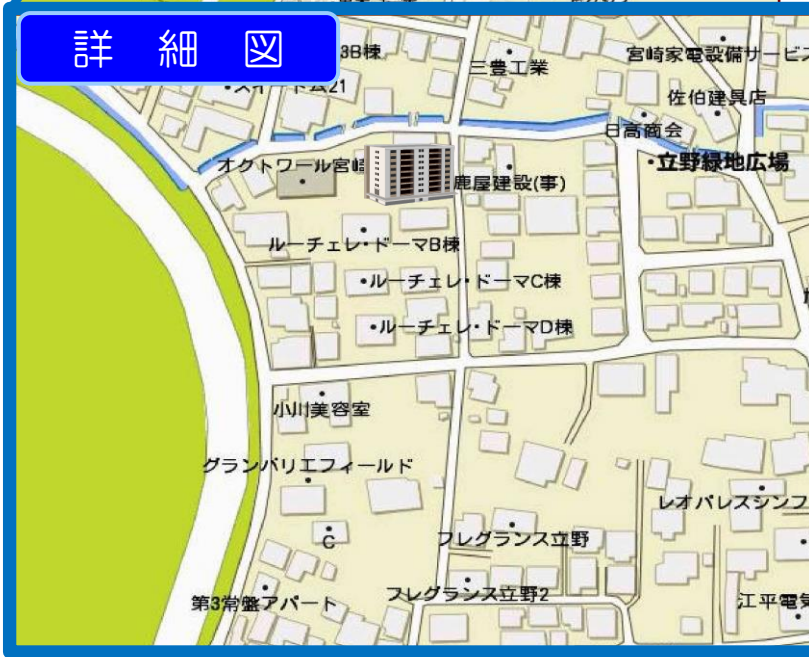 詳細図
3B棟
三豊工業
宮崎家電設備サービス
佐伯建具店
日高商会
立野緑地広場
オクトワール宮崎
鹿屋建設(事)
ルーチェレ・ドーマB棟
ルーチェレ・ドーマC棟
ルーチェレ・ドーマD棟
小川美容室
グランバリエフィールド
レオパレスシンフ
C
フレグランス立野
第3常盤アパート
フレグランス立野2
江平電気